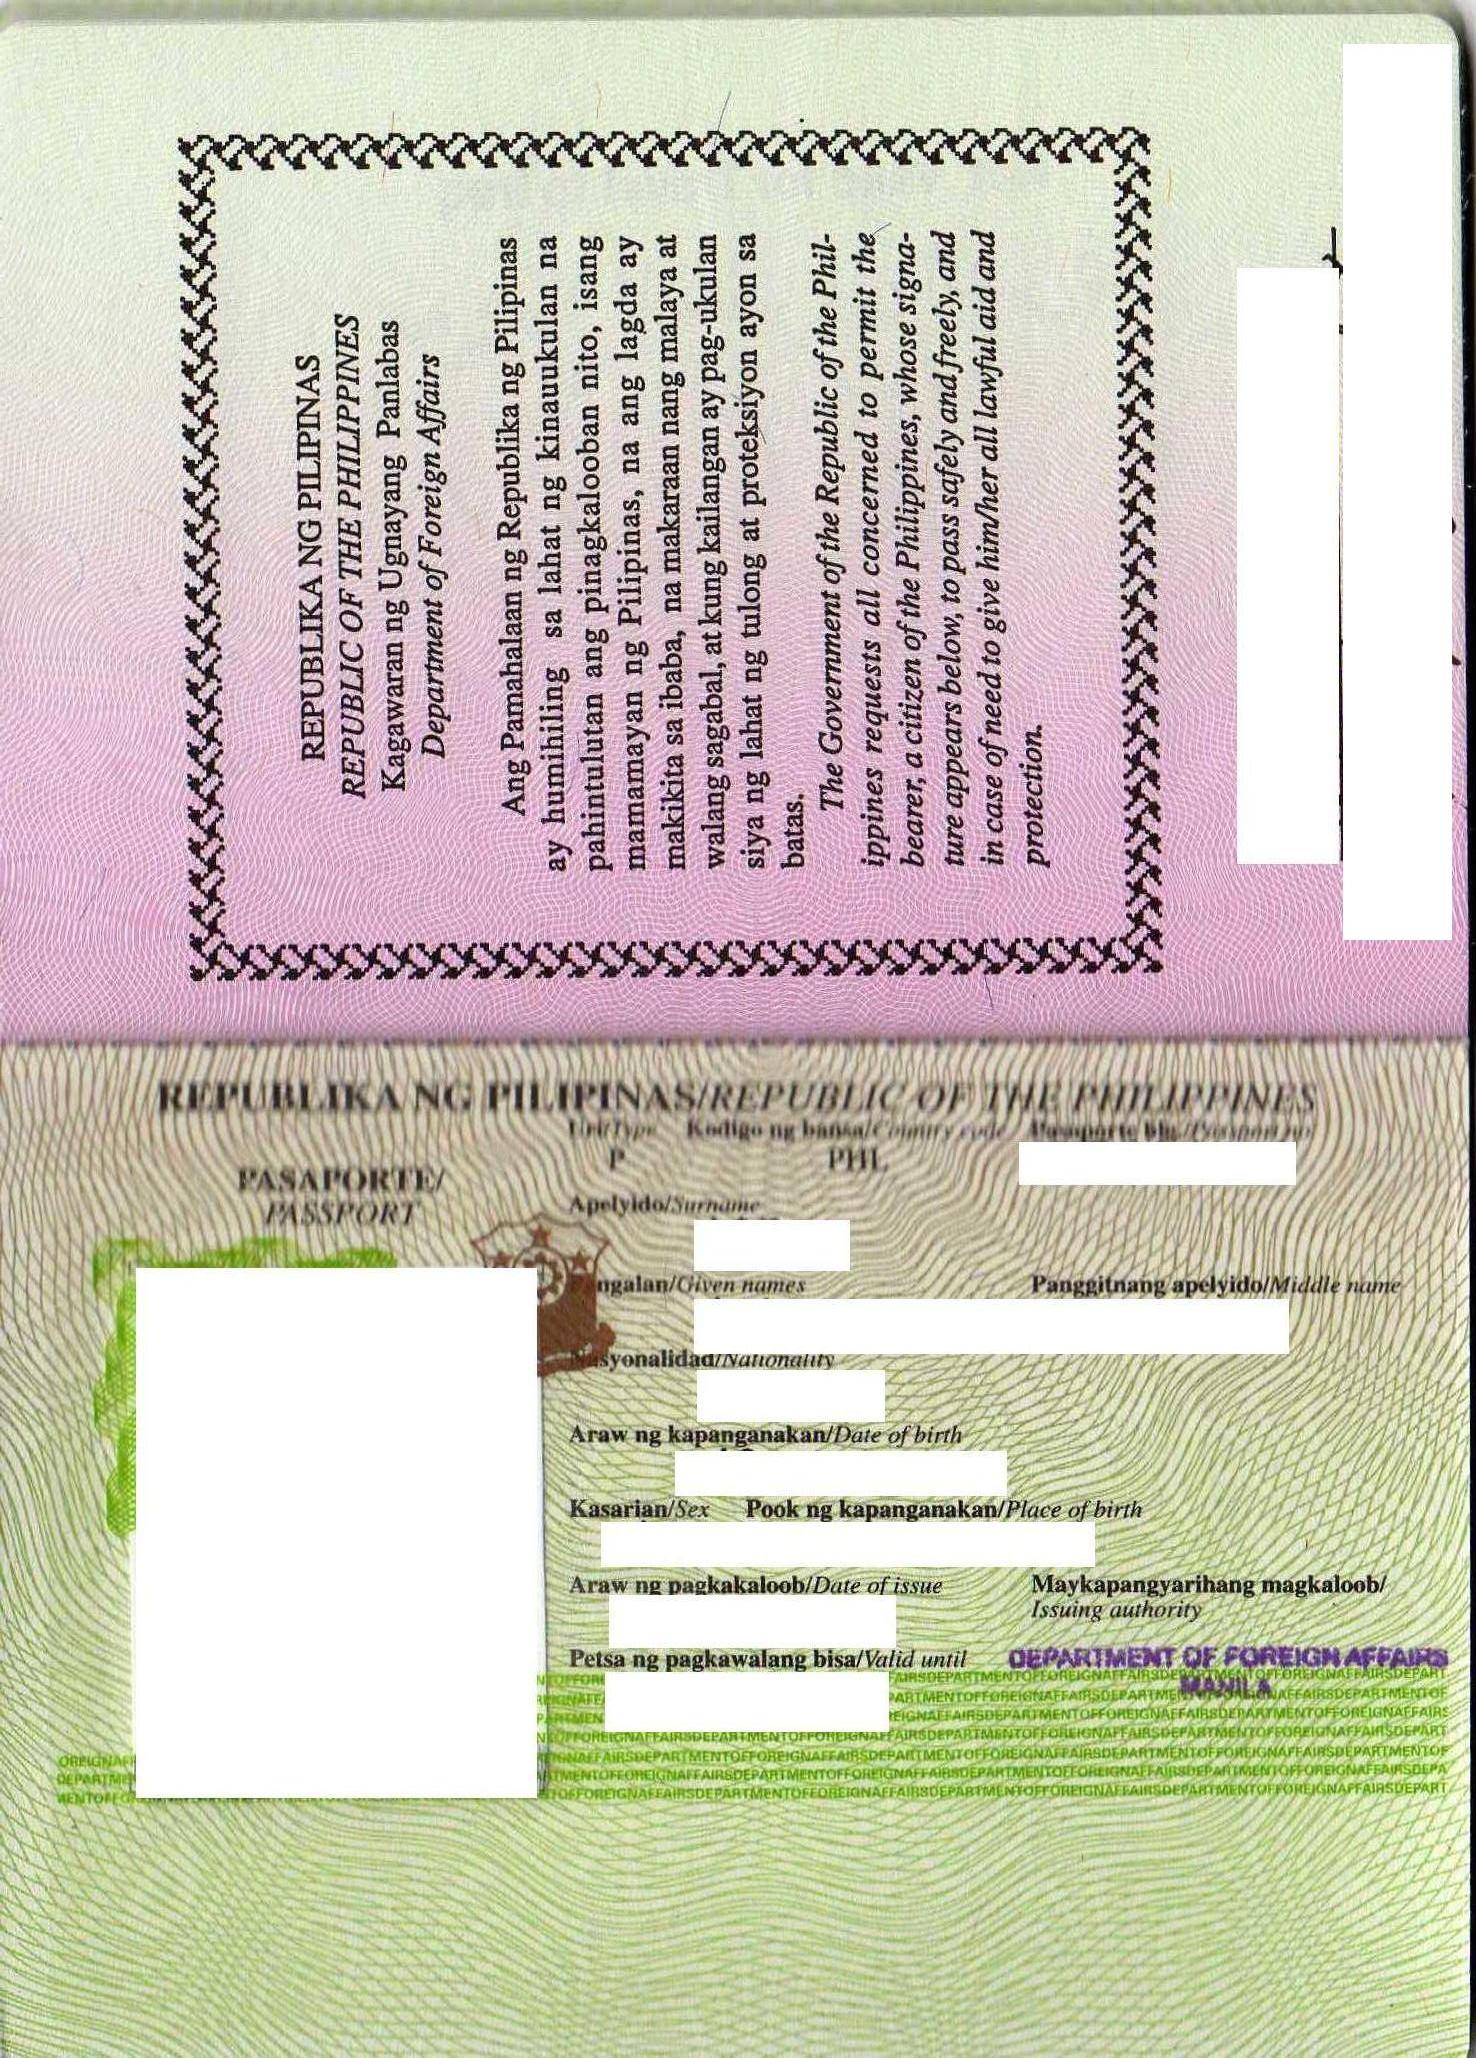 REPUBLIKA NG PILIPINAS
REPUBLIC OF THE PHILIPPINES
Kagawaran ng Ugnayang Panlabas
Department of Foreign Affairs
Ang Pamahalaan ng Republika ng Pilipinas
ay humihiling sa lahat ng kinauukulan na
pahintulutan ang pinagkalooban nito, isang
mamamayan ng Pilipinas, na ang lagda ay
makikita sa ibaba, na makaraan nang malaya at
walang sagabal, at kung kailangan ay pag-ukulan
siya ng lahat ng tulong at proteksiyon ayon sa
batas.
The Government of the Republic of the Phil-
ippines requests all concerned to permit the
bearer, a citizen of the Philippines, whose signa-
ture appears below, to pass safely and freely, and
in case of need to give him/her all lawful aid and
protection.
REPUBLIKA NG PILIPINAS/REPUBLIC OF THE PHILIPPINES
PASAPORTE/
PASSPORT
Uri/Type Kodigo ng bansa/Country code Pasaporte blg./Passport no
P PHL
Apelyido/Surname
ngalan/Given names Panggitnang apelyido/Middle name
syonalidad/Nationality
Araw ng kapanganakan/Date of birth
Kasarian/Sex Pook ng kapanganakan/Place of birth
Araw ng pagkakaloob/Date of issue Maykapangyarihang magkaloob/
Issuing authority
Petsa ng pagkawalang bisa/Valid until DEPARTMENT OF FOREIGN AFFAIRS
MANILA